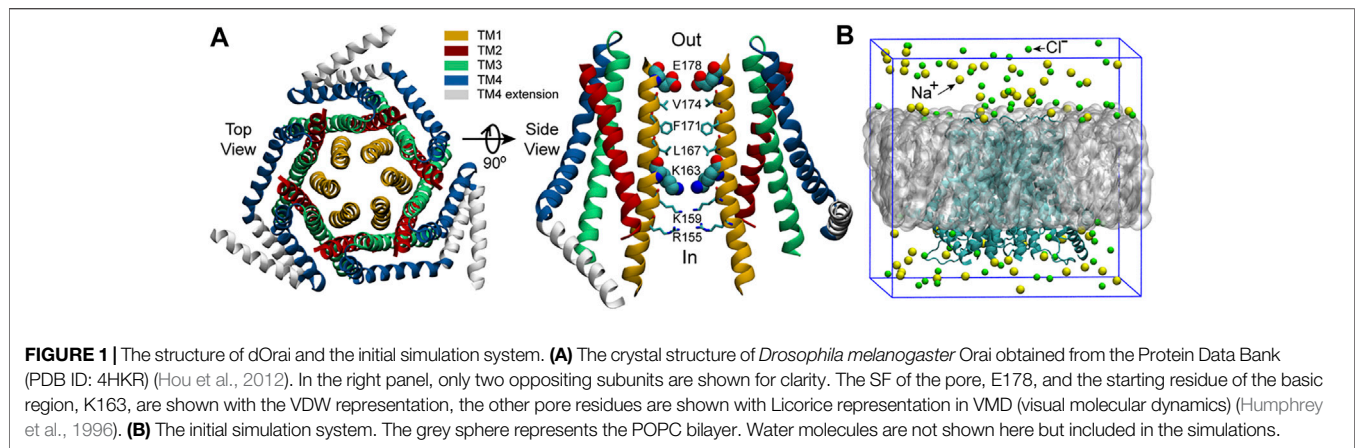 A
TM1
TM2
TM3
TM4
TM4 extension
Top
View
90º
Side
View
Out
E178
V174
F171
L167
K163
K159
R155
In
B
Cl⁻
Na⁺
FIGURE 1 | The structure of dOrai and the initial simulation system. (A) The crystal structure of Drosophila melanogaster Orai obtained from the Protein Data Bank
(PDB ID: 4HKR) (Hou et al., 2012). In the right panel, only two oppositing subunits are shown for clarity. The SF of the pore, E178, and the starting residue of the basic
region, K163, are shown with the VDW representation, the other pore residues are shown with Licorice representation in VMD (visual molecular dynamics) (Humphrey
et al., 1996). (B) The initial simulation system. The grey sphere represents the POPC bilayer. Water molecules are not shown here but included in the simulations.